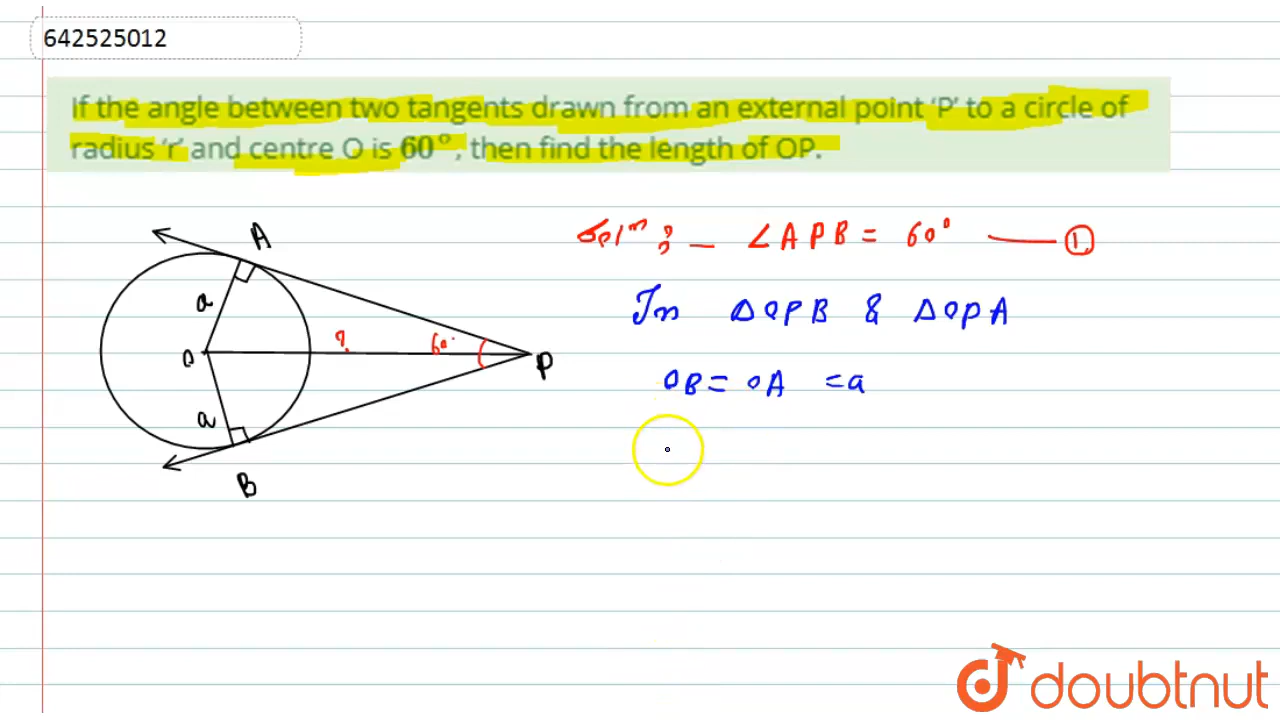 642525012
If the angle between two tangents drawn from an external point ‘P’ to a circle of
radius ‘r’ and centre O is 60°, then find the length of OP.
A
a
O
?
60°
P
a
B
Solⁿ :- ∠APB = 60° — ①
In ΔOPB & ΔOPA
OB = OA = a
doubtnut